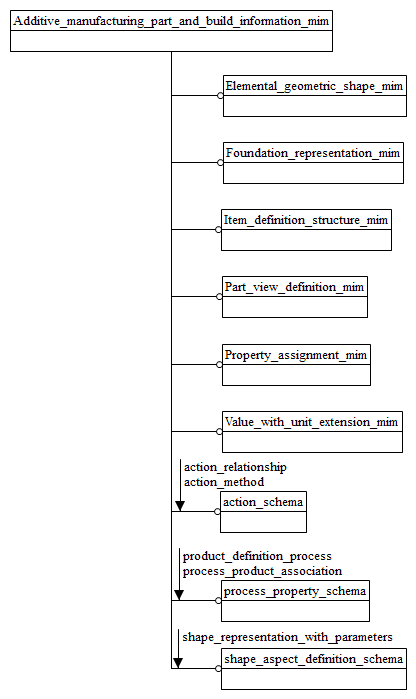 Additive_manufacturing_part_and_build_information_mim
Elemental_geometric_shape_mim
Foundation_representation_mim
Item_definition_structure_mim
Part_view_definition_mim
Property_assignment_mim
Value_with_unit_extension_mim
action_relationship
action_method
action_schema
product_definition_process
process_product_association
process_property_schema
shape_representation_with_parameters
shape_aspect_definition_schema